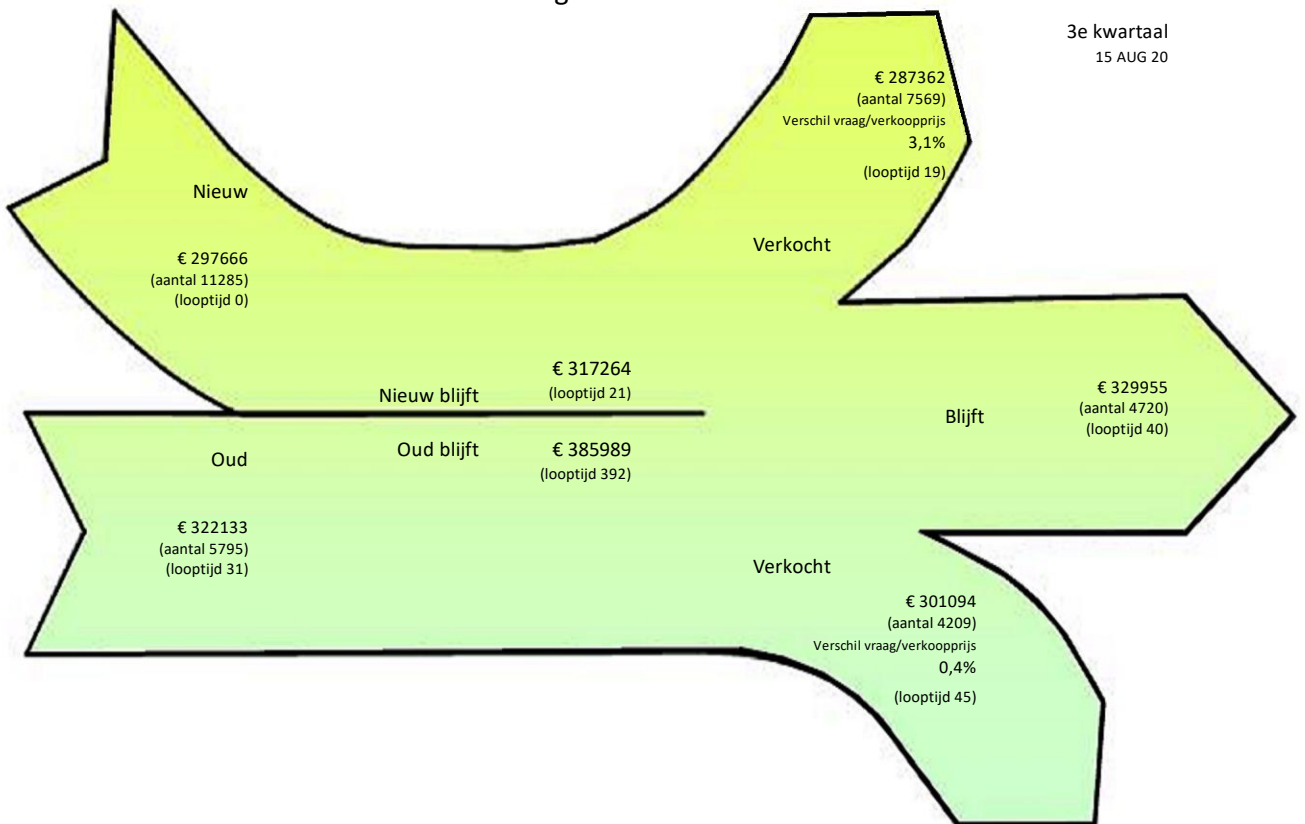 3e kwartaal
15 AUG 20
€ 287362
(aantal 7569)
Verschil vraag/verkoopprijs
3,1%
(looptijd 19)
Nieuw
Verkocht
€ 297666
(aantal 11285)
(looptijd 0)
€ 317264
Nieuw blijft
(looptijd 21)
€ 329955
(aantal 4720)
(looptijd 40)
Blijft
Oud blijft
€ 385989
(looptijd 392)
Oud
€ 322133
(aantal 5795)
(looptijd 31)
Verkocht
€ 301094
(aantal 4209)
Verschil vraag/verkoopprijs
0,4%
(looptijd 45)